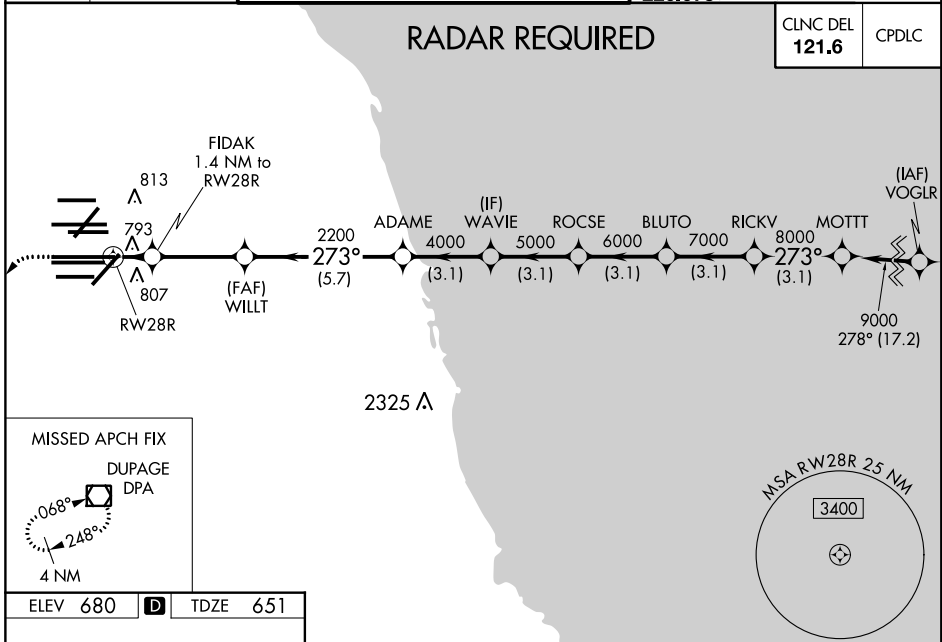 RADAR REQUIRED
CLNC DEL
121.6
CPDLC
FIDAK
1.4 NM to
RW28R
813
793
807
RW28R
(FAF)
WILLT
2200
273°
(5.7)
ADAME
4000
(3.1)
(IF)
WAVIE
5000
(3.1)
ROCSE
6000
(3.1)
BLUTO
7000
(3.1)
RICKV
8000
273°
(3.1)
MOTTT
(IAF)
VOGLR
9000
278° (17.2)
2325
MISSED APCH FIX
DUPAGE
DPA
068°
248°
4 NM
MSA RW28R 25 NM
3400
ELEV 680 D TDZE 651